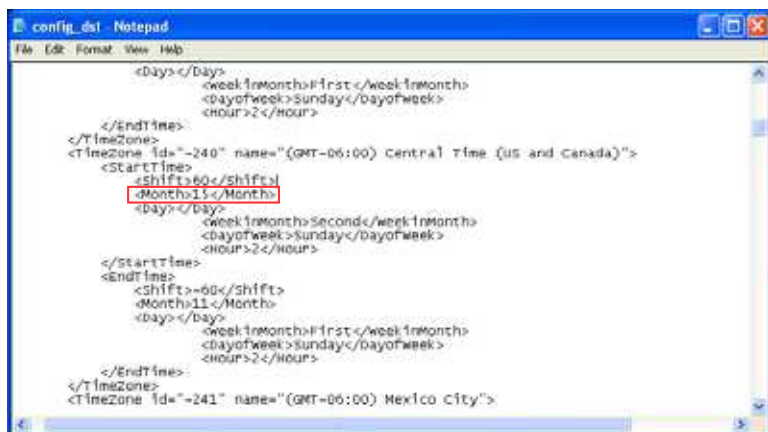 config_dst - Notepad
File Edit Format View Help
<Day></Day>
<WeekinMonth>First</WeekinMonth>
<DayofWeek>Sunday</DayofWeek>
<Hour>2</Hour>
</EndTime>
</TimeZone>
<TimeZone id="-240" name="(GMT-06:00) Central Time (US and Canada)">
<StartTime>
<Shift>60</Shift>
<Month>15</Month>
<Day></Day>
<WeekinMonth>Second</WeekinMonth>
<DayofWeek>Sunday</DayofWeek>
<Hour>2</Hour>
</StartTime>
<EndTime>
<Shift>-60</Shift>
<Month>11</Month>
<Day></Day>
<WeekinMonth>First</WeekinMonth>
<DayofWeek>Sunday</DayofWeek>
<Hour>2</Hour>
</EndTime>
</TimeZone>
<TimeZone id="-241" name="(GMT-06:00) Mexico City">